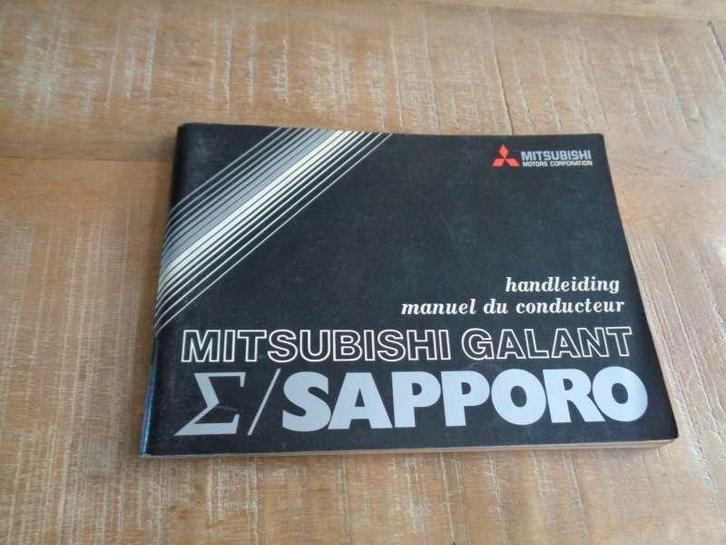 MITSUBISHI
MOTORS CORPORATION
handleiding
manuel du conducteur
MITSUBISHI GALANT
Σ/SAPPORO